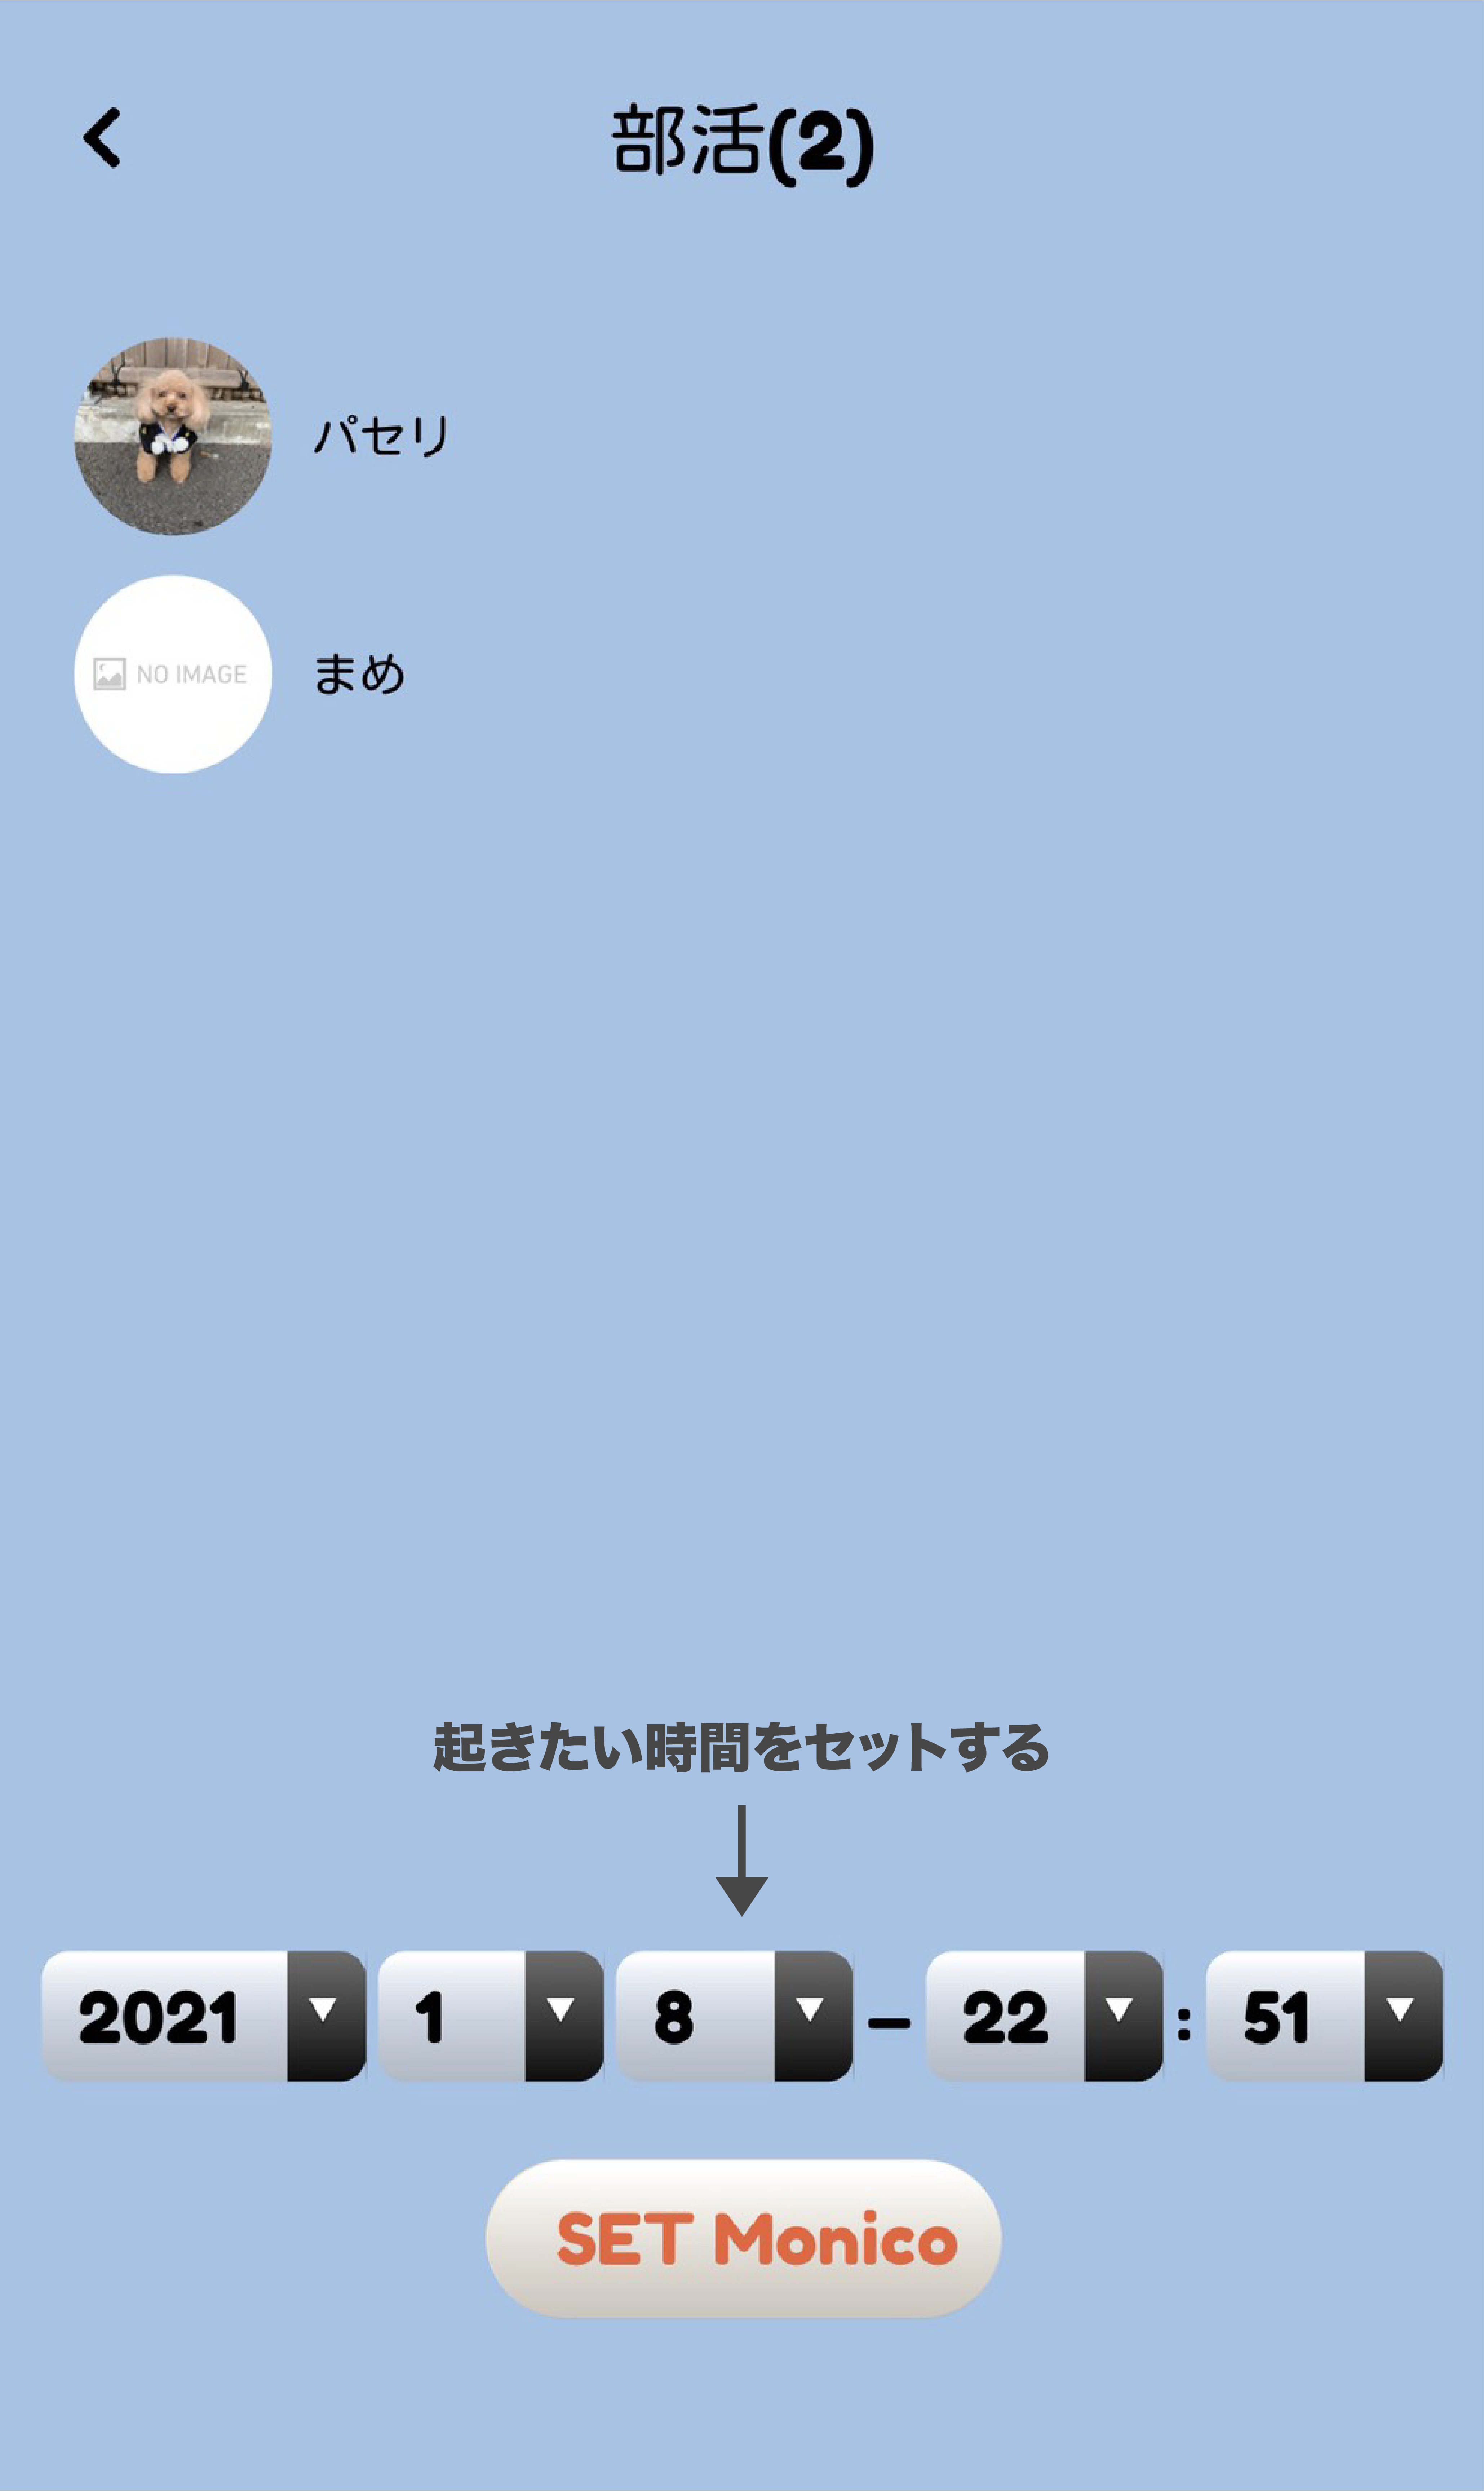 部活(2)
パセリ
NO IMAGE
まめ
起きたい時間をセットする
2021 1 8 - 22 : 51
SET Monico